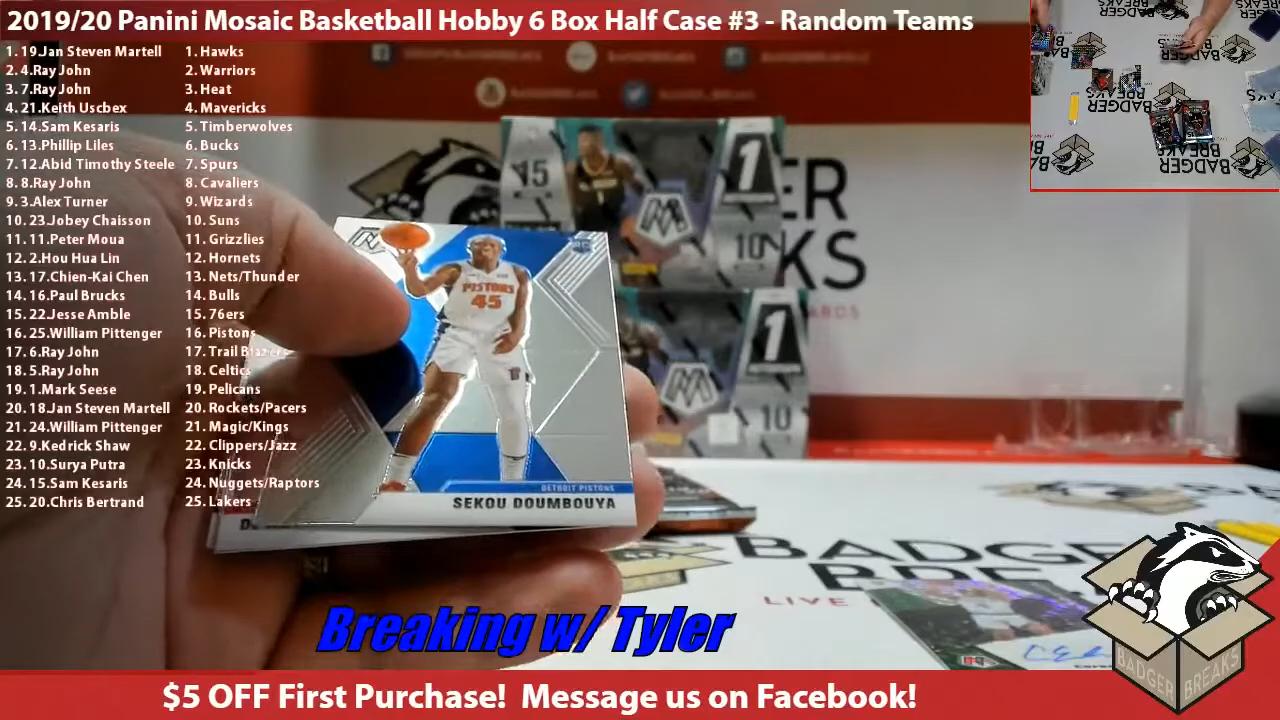 2019/20 Panini Mosaic Basketball Hobby 6 Box Half Case #3 - Random Teams
1. 19.Jan Steven Martell 1. Hawks
2. 4.Ray John 2. Warriors
3. 7.Ray John 3. Heat
4. 21.Keith Uscbex 4. Mavericks
5. 14.Sam Kesaris 5. Timberwolves
6. 13.Phillip Liles 6. Bucks
7. 12.Abid Timothy Steele 7. Spurs
8. 8.Ray John 8. Cavaliers
9. 3.Alex Turner 9. Wizards
10. 23.Jobey Chaisson 10. Suns
11. 11.Peter Moua 11. Grizzlies
12. 2.Hou Hua Lin 12. Hornets
13. 17.Chien-Kai Chen 13. Nets/Thunder
14. 16.Paul Brucks 14. Bulls
15. 22.Jesse Amble 15. 76ers
16. 25.William Pittenger 16. Pistons
17. 6.Ray John 17. Trail Blazers
18. 5.Ray John 18. Celtics
19. 1.Mark Seese 19. Pelicans
20. 18.Jan Steven Martell 20. Rockets/Pacers
21. 24.William Pittenger 21. Magic/Kings
22. 9.Kedrick Shaw 22. Clippers/Jazz
23. 10.Surya Putra 23. Knicks
24. 15.Sam Kesaris 24. Nuggets/Raptors
25. 20.Chris Bertrand 25. Lakers
BADGER
15
1
10
1
10
RC
PISTONS
45
DETROIT PISTONS
SEKOU DOUMBOUYA
BREAKS
BADGE
LIVE
Breaking w/ Tyler
BADGER BREAKS
$5 OFF First Purchase! Message us on Facebook!